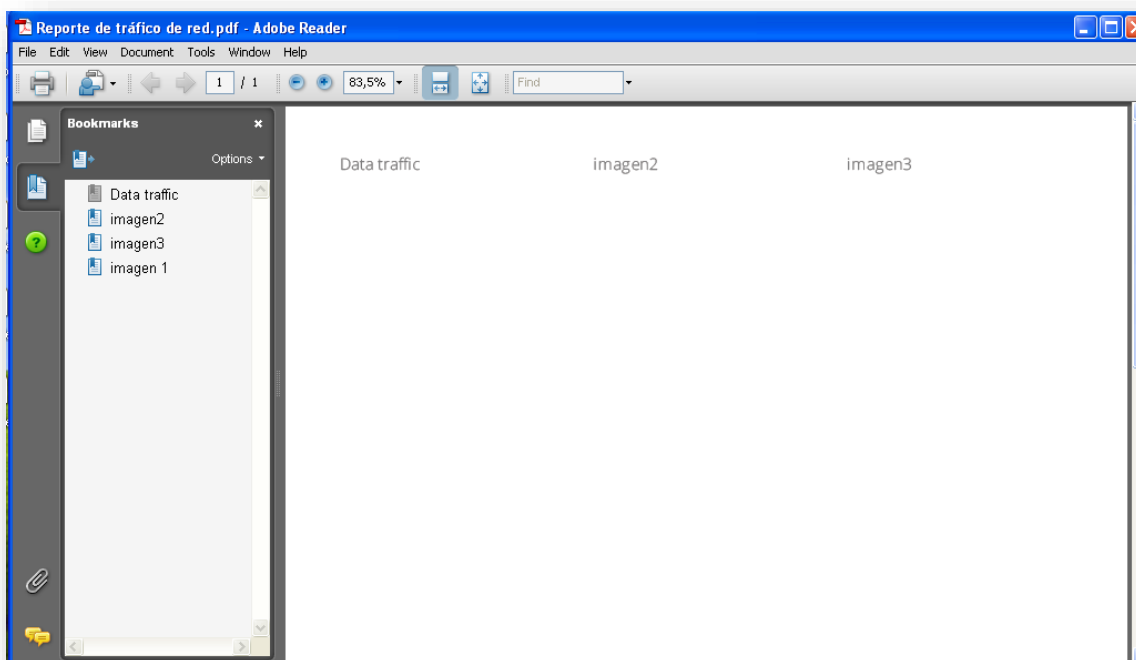 Reporte de tráfico de red.pdf - Adobe Reader
File Edit View Document Tools Window Help
1 / 1 83,5% Find
Bookmarks
Options
Data traffic
imagen2
imagen3
imagen 1
Data traffic imagen2 imagen3